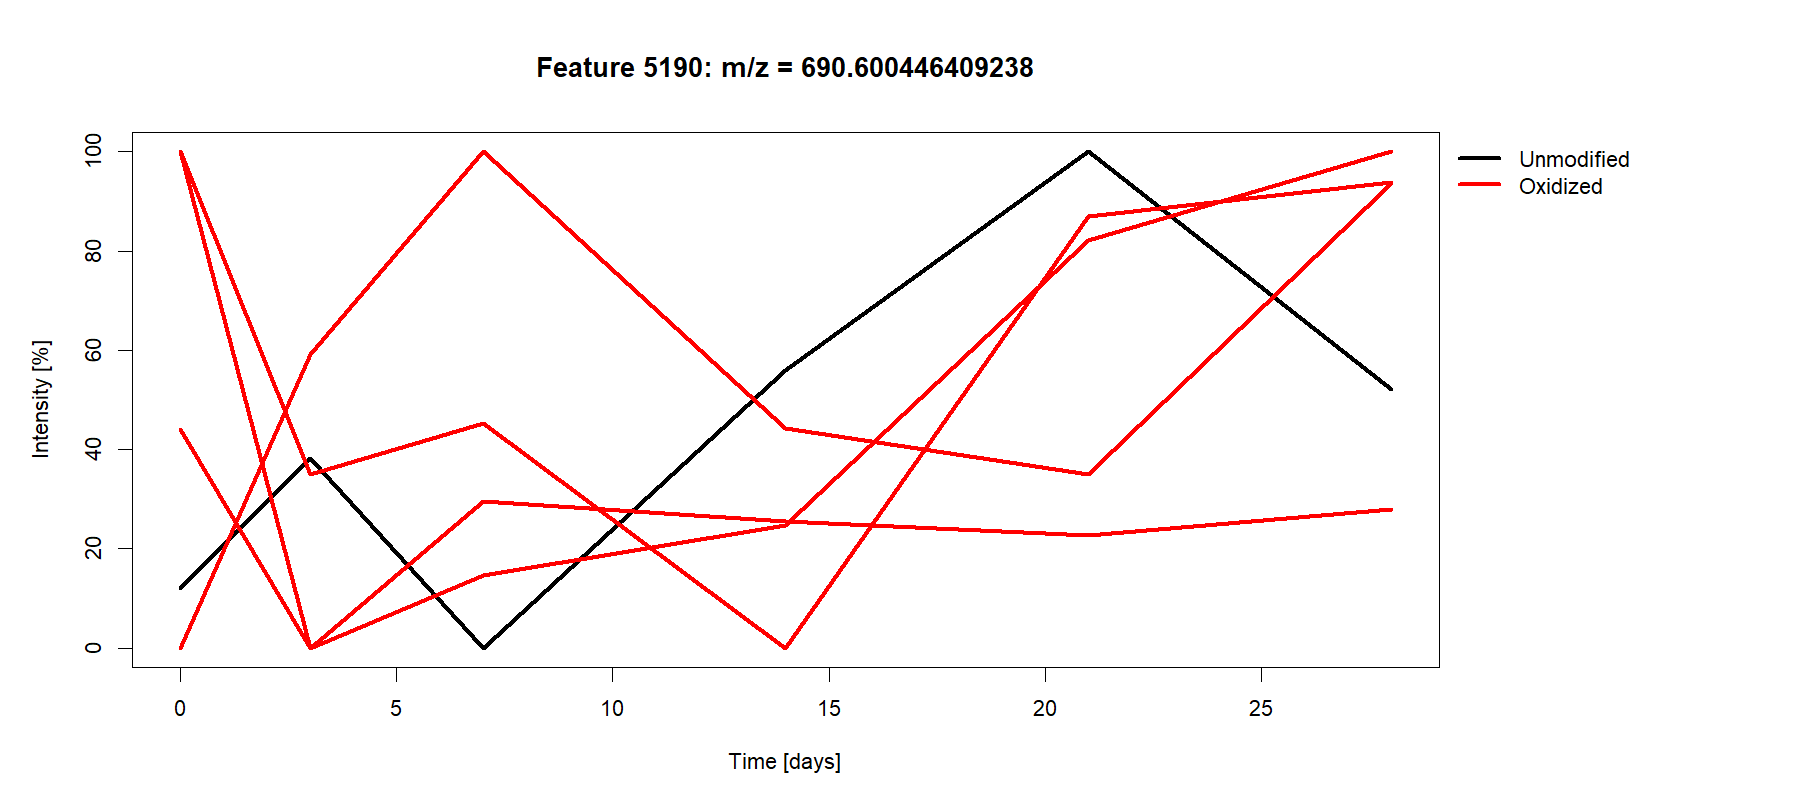 Feature 5190: m/z = 690.600446409238
Unmodified
Oxidized
Intensity [%]
100
80
60
40
20
0
0 5 10 15 20 25
Time [days]